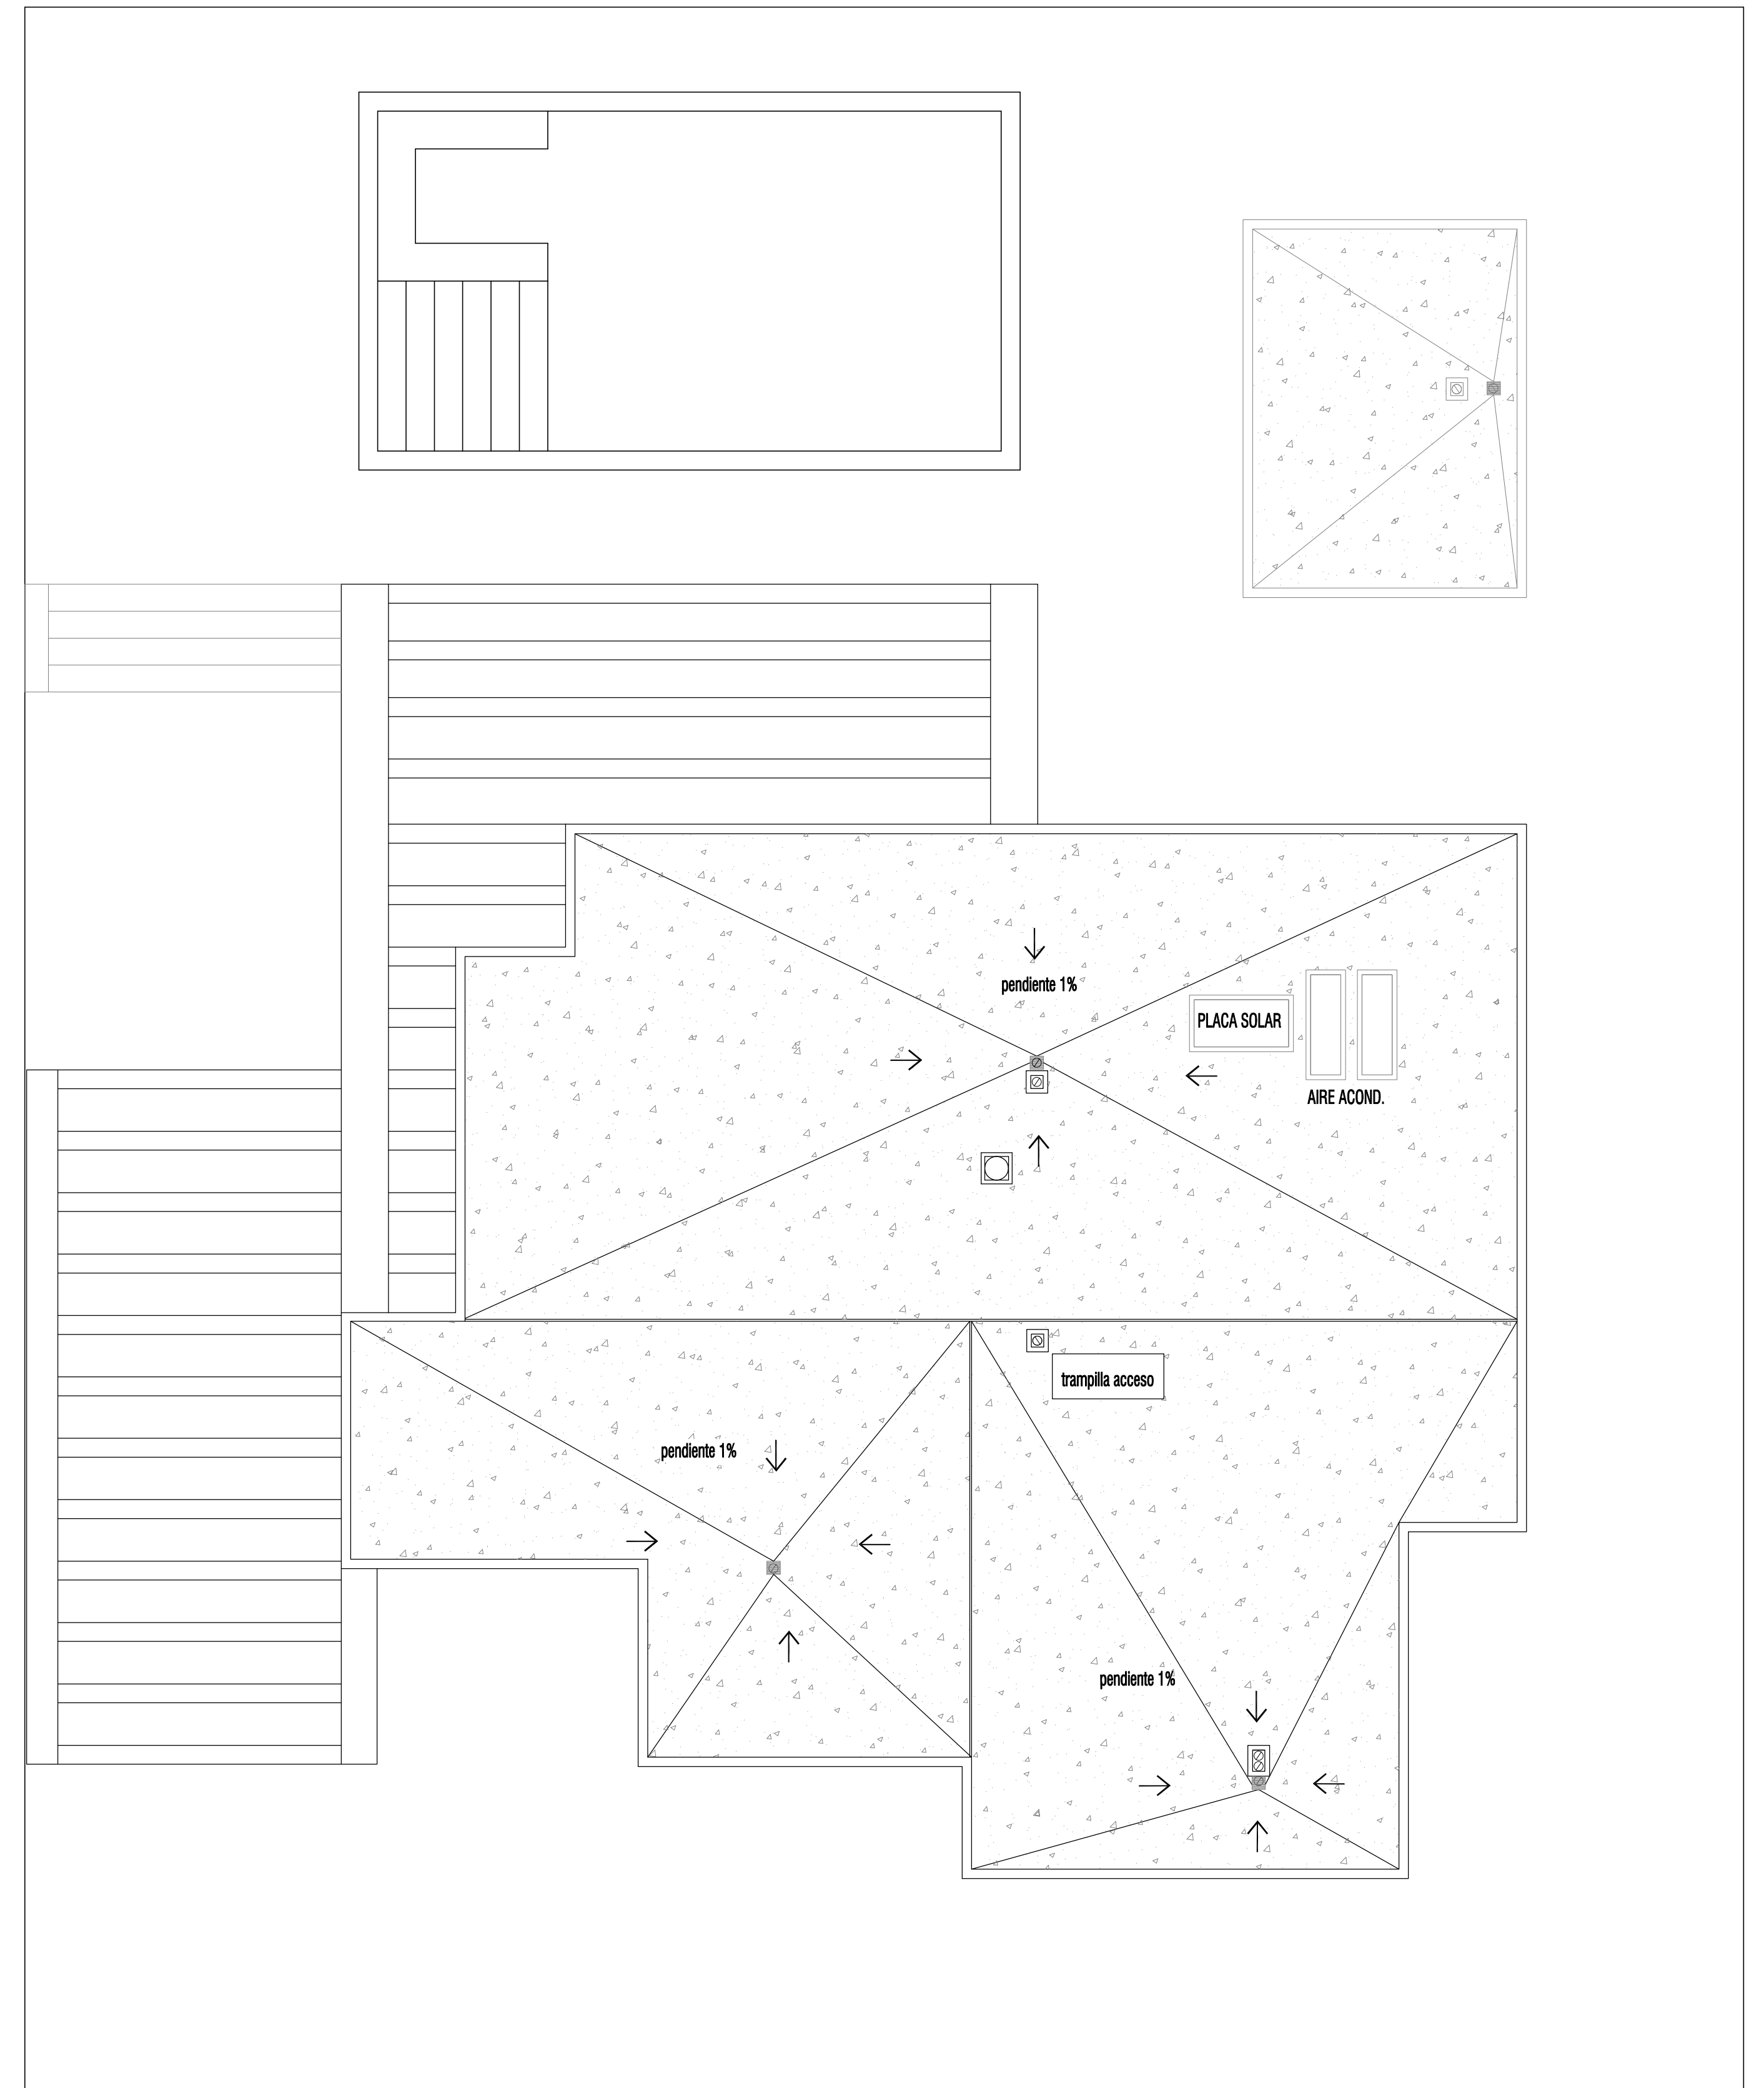 pendiente 1%
PLACA SOLAR
AIRE ACOND.
trampilla acceso
pendiente 1%
pendiente 1%